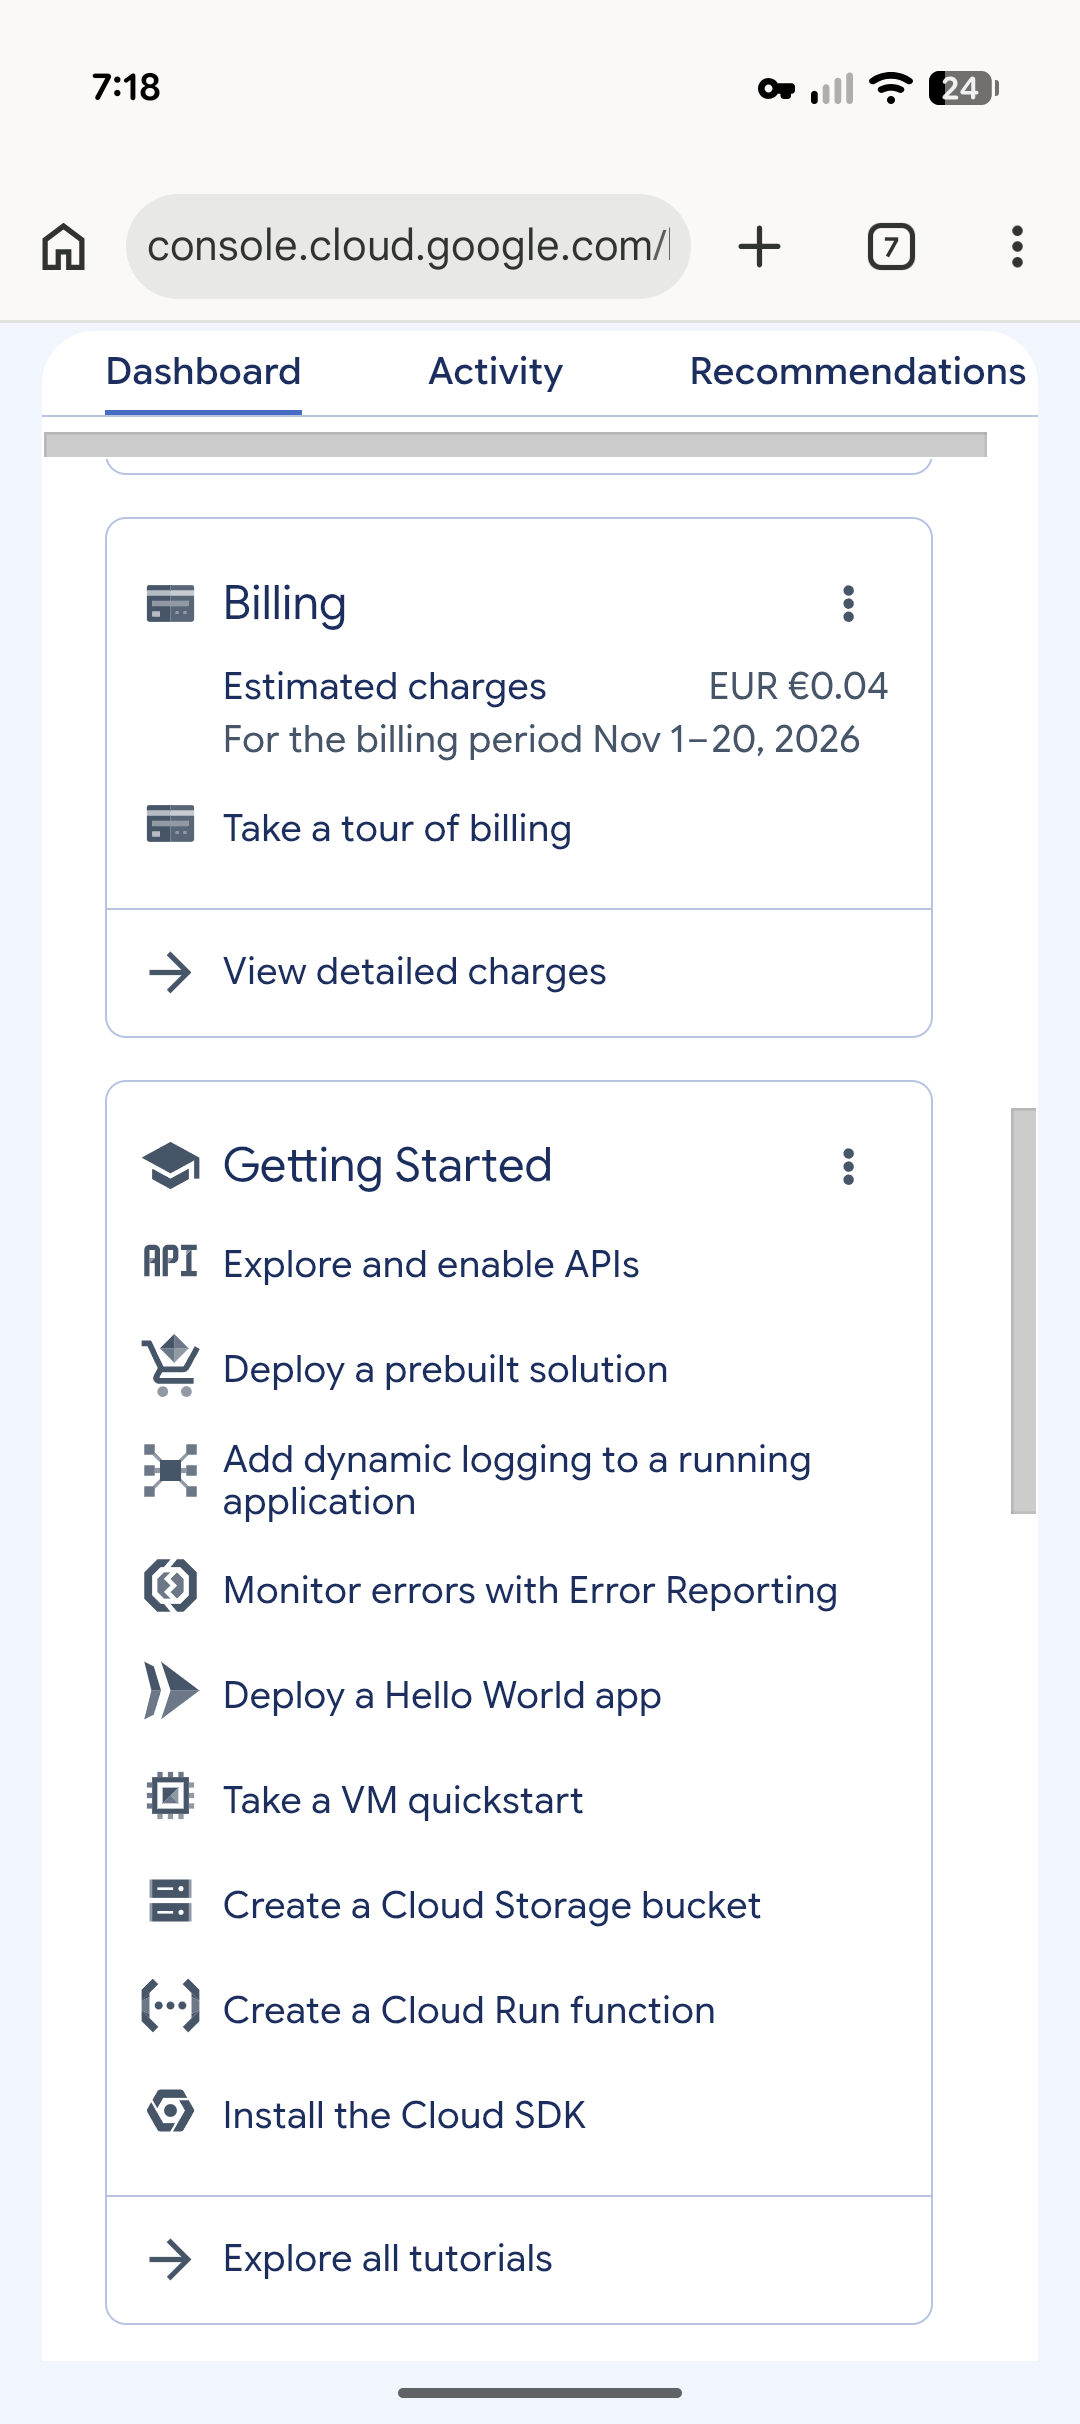 7:18
24
console.cloud.google.com/
7
Dashboard Activity Recommendations
Billing
Estimated charges EUR €0.04
For the billing period Nov 1–20, 2026
Take a tour of billing
View detailed charges
Getting Started
API Explore and enable APIs
Deploy a prebuilt solution
Add dynamic logging to a running
application
Monitor errors with Error Reporting
Deploy a Hello World app
Take a VM quickstart
Create a Cloud Storage bucket
Create a Cloud Run function
Install the Cloud SDK
Explore all tutorials